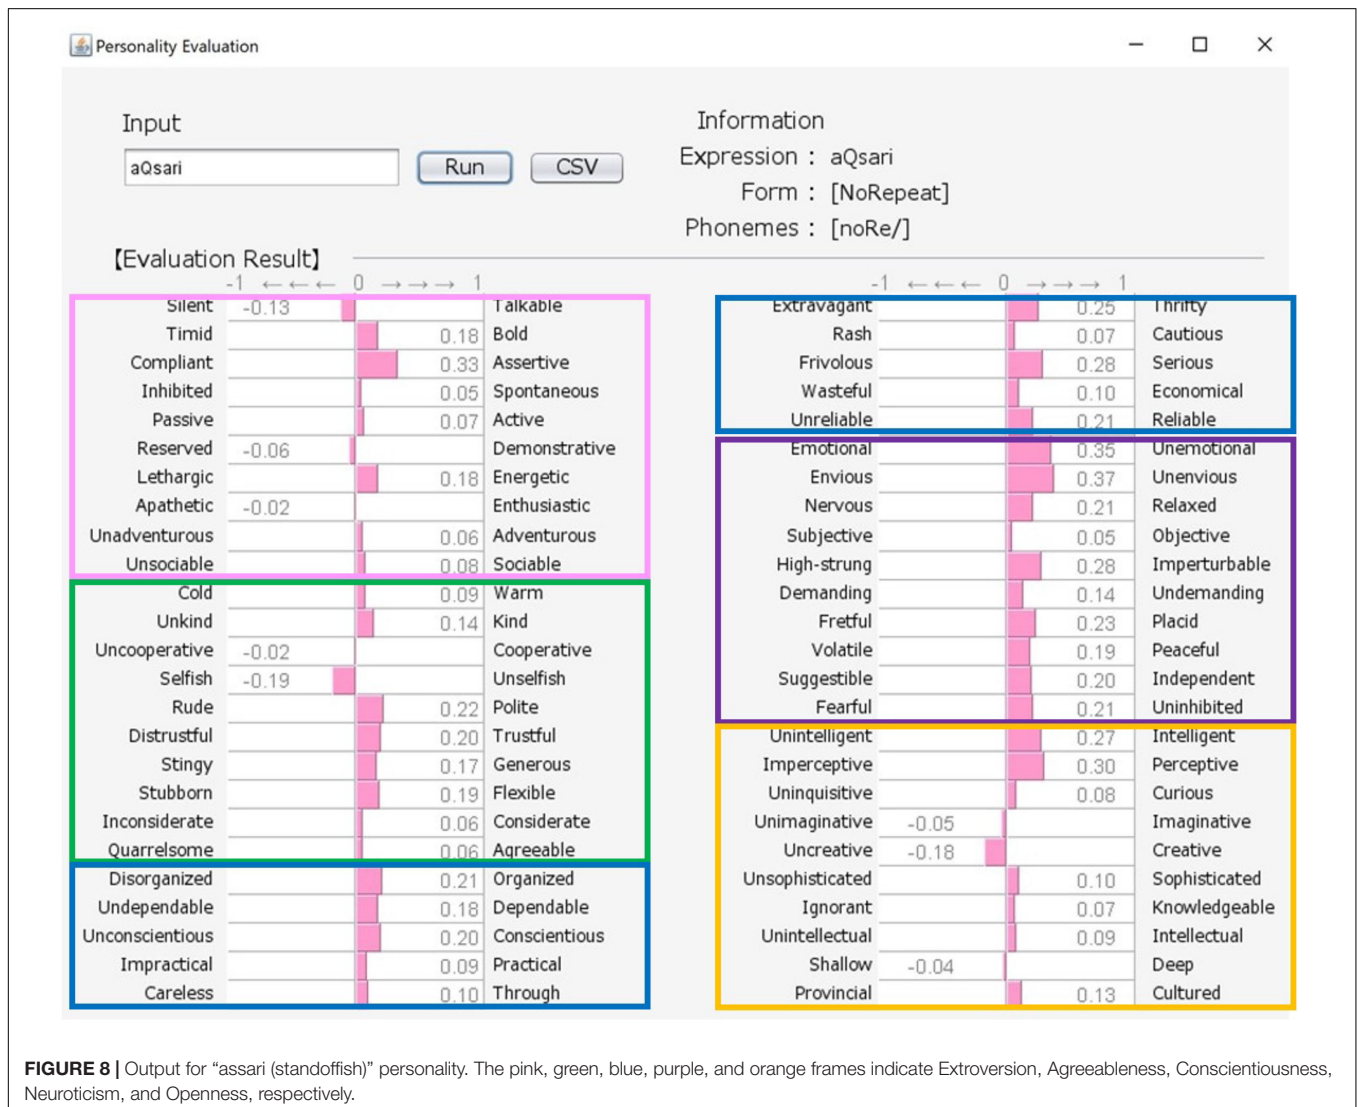 Personality Evaluation
Input
aQsari
Run
CSV
Information
Expression : aQsari
Form : [NoRepeat]
Phonemes : [noRe/]
【Evaluation Result】
-1 ← ← ← 0 → → → 1
Silent -0.13 Talkable
Timid 0.18 Bold
Compliant 0.33 Assertive
Inhibited 0.05 Spontaneous
Passive 0.07 Active
Reserved -0.06 Demonstrative
Lethargic 0.18 Energetic
Apathetic -0.02 Enthusiastic
Unadventurous 0.06 Adventurous
Unsociable 0.08 Sociable
Cold 0.09 Warm
Unkind 0.14 Kind
Uncooperative -0.02 Cooperative
Selfish -0.19 Unselfish
Rude 0.22 Polite
Distrustful 0.20 Trustful
Stingy 0.17 Generous
Stubborn 0.19 Flexible
Inconsiderate 0.06 Considerate
Quarrelsome 0.06 Agreeable
Disorganized 0.21 Organized
Undependable 0.18 Dependable
Unconscientious 0.20 Conscientious
Impractical 0.09 Practical
Careless 0.10 Through
-1 ← ← ← 0 → → → 1
Extravagant 0.25 Thrifty
Rash 0.07 Cautious
Frivolous 0.28 Serious
Wasteful 0.10 Economical
Unreliable 0.21 Reliable
Emotional 0.35 Unemotional
Envious 0.37 Unenvious
Nervous 0.21 Relaxed
Subjective 0.05 Objective
High-strung 0.28 Imperturbable
Demanding 0.14 Undemanding
Fretful 0.23 Placid
Volatile 0.19 Peaceful
Suggestible 0.20 Independent
Fearful 0.21 Uninhibited
Unintelligent 0.27 Intelligent
Imperceptive 0.30 Perceptive
Uninquisitive 0.08 Curious
Unimaginative -0.05 Imaginative
Uncreative -0.18 Creative
Unsophisticated 0.10 Sophisticated
Ignorant 0.07 Knowledgeable
Unintellectual 0.09 Intellectual
Shallow -0.04 Deep
Provincial 0.13 Cultured
FIGURE 8 | Output for “assari (standoffish)” personality. The pink, green, blue, purple, and orange frames indicate Extroversion, Agreeableness, Conscientiousness,
Neuroticism, and Openness, respectively.